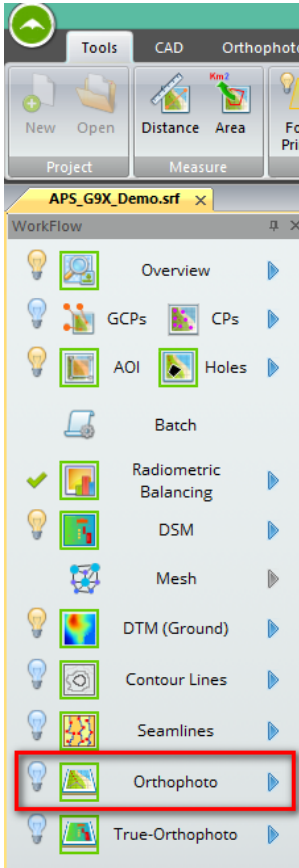 Tools CAD Orthophoto
Km2
New Open Distance Area
Project Measure
APS_G9X_Demo.srf
WorkFlow
Overview
GCPs CPs
AOI Holes
Batch
Radiometric
Balancing
DSM
Mesh
DTM (Ground)
Contour Lines
Seamlines
Orthophoto
True-Orthophoto